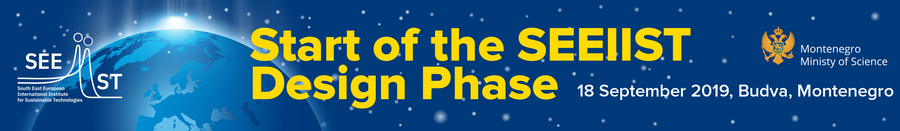 SEE
IST
South East European
International Institute
for Sustainable Technologies
Start of the SEEIIST
Design Phase
18 September 2019, Budva, Montenegro
Montenegro
Ministy of Science